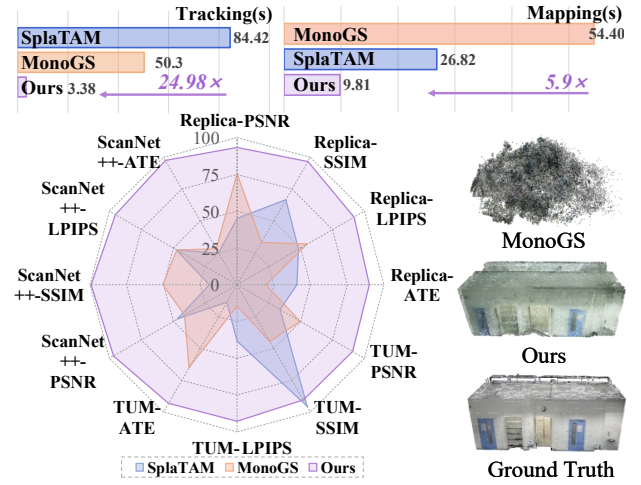 Tracking(s)
SplaTAM 84.42
MonoGS 50.3
Ours 3.38
24.98×
Mapping(s)
MonoGS 54.40
SplaTAM 26.82
Ours 9.81
5.9×
Replica-PSNR
Replica-
SSIM
Replica-
LPIPS
Replica-
ATE
TUM-
PSNR
TUM-
SSIM
TUM-LPIPS
TUM-
ATE
ScanNet
++-
PSNR
ScanNet
++-SSIM
ScanNet
++-
LPIPS
ScanNet
++-ATE
100
75
50
25
0
SplaTAM
MonoGS
Ours
MonoGS
Ours
Ground Truth